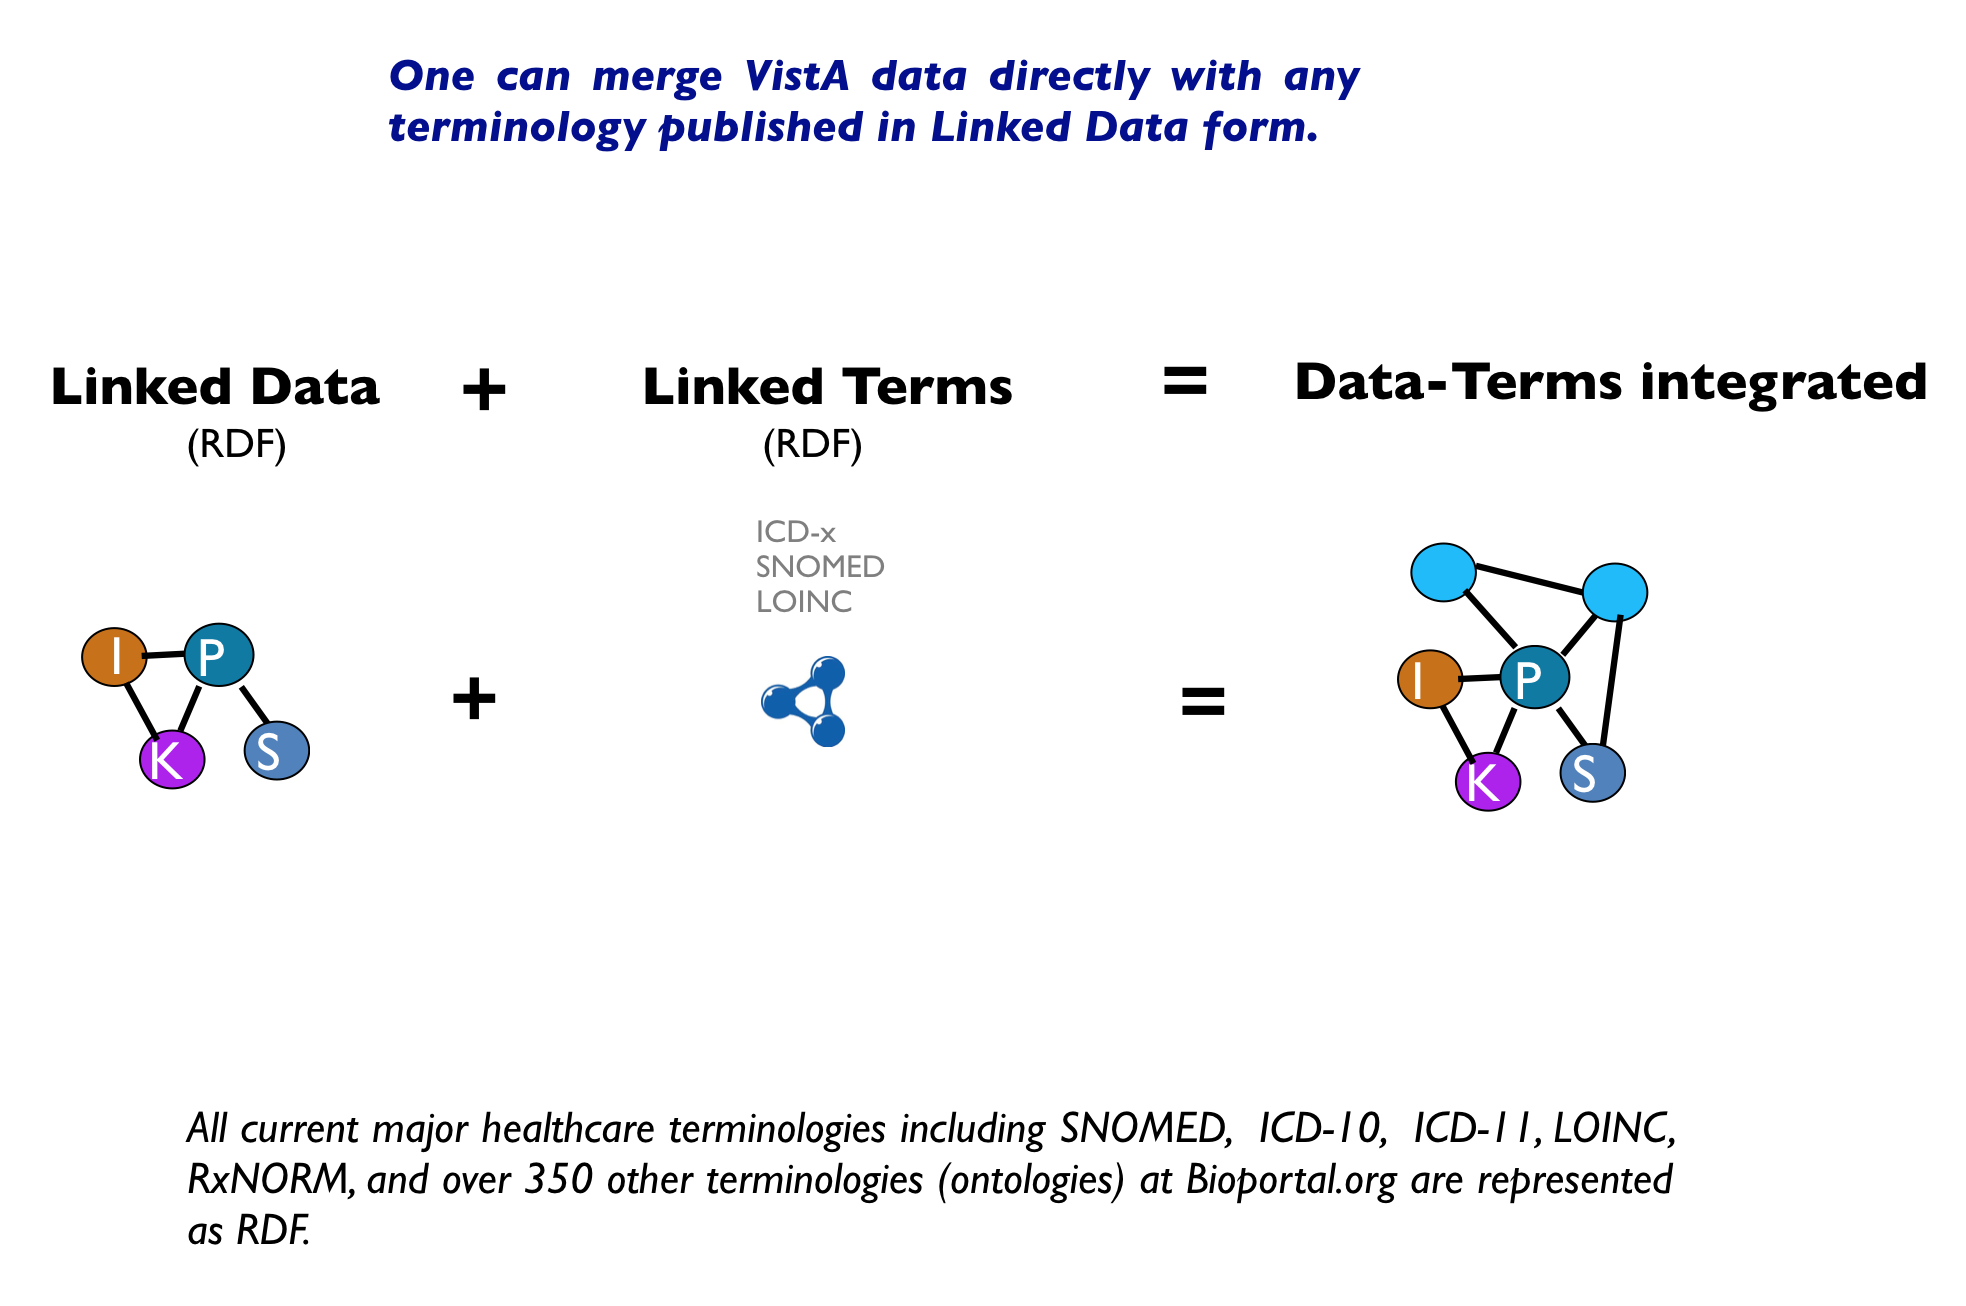 One can merge VistA data directly with any
terminology published in Linked Data form.
Linked Data + Linked Terms = Data-Terms integrated
(RDF) (RDF)
ICD-x
SNOMED
LOINC
I P K S
+
=
I P K S
All current major healthcare terminologies including SNOMED, ICD-10, ICD-11, LOINC,
RxNORM, and over 350 other terminologies (ontologies) at Bioportal.org are represented
as RDF.